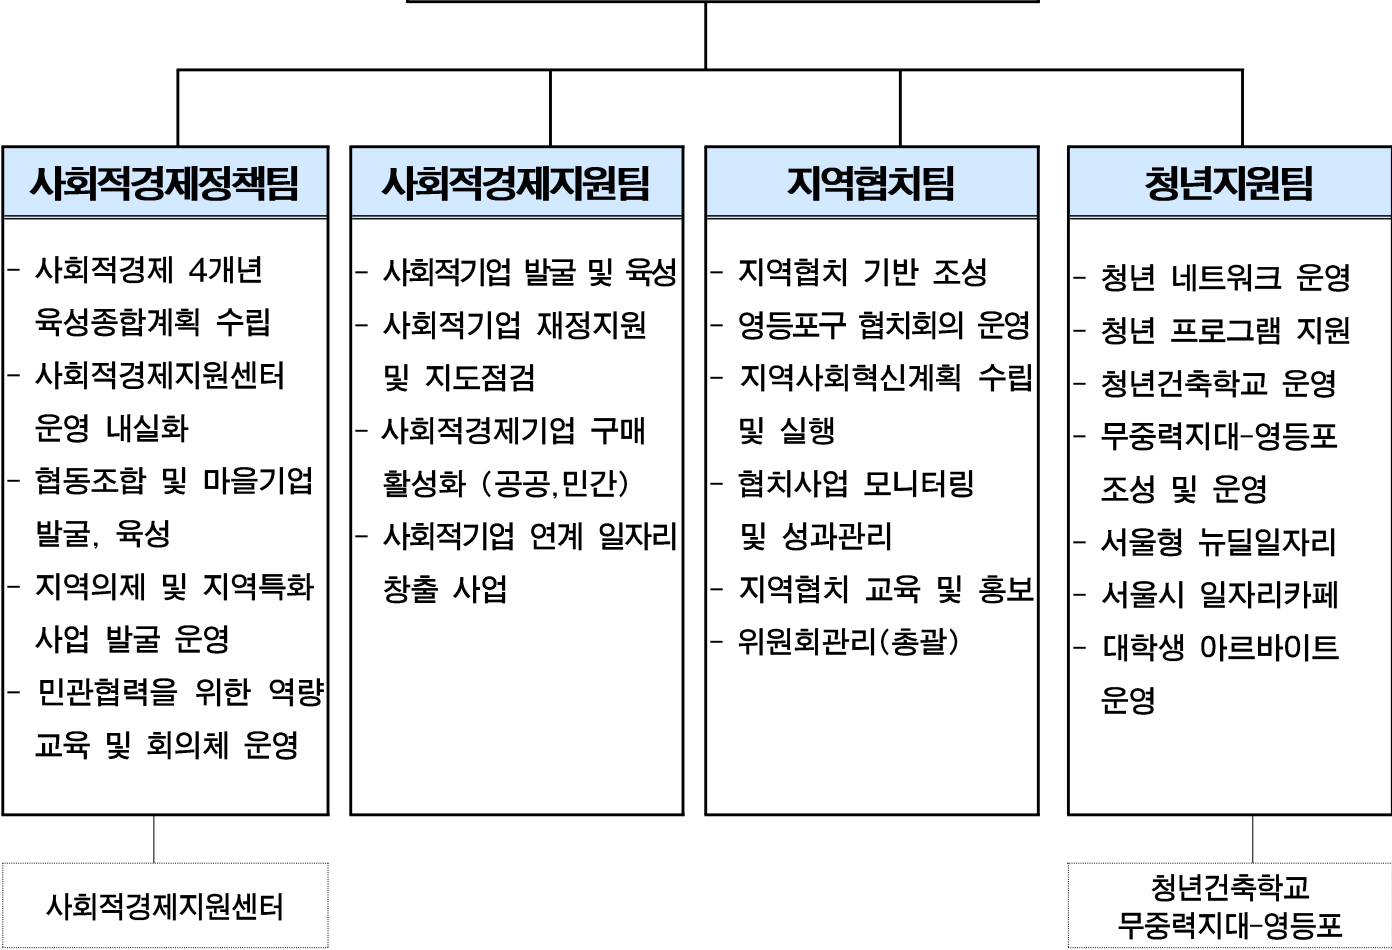 사회적경제정책팀
- 사회적경제 4개년
육성종합계획 수립
- 사회적경제지원센터
운영 내실화
- 협동조합 및 마을기업
발굴, 육성
- 지역의제 및 지역특화
사업 발굴 운영
- 민관협력을 위한 역량
교육 및 회의체 운영
사회적경제지원센터
사회적경제지원팀
- 사회적기업 발굴 및 육성
- 사회적기업 재정지원
및 지도점검
- 사회적경제기업 구매
활성화 (공공,민간)
- 사회적기업 연계 일자리
창출 사업
지역협치팀
- 지역협치 기반 조성
- 영등포구 협치회의 운영
- 지역사회혁신계획 수립
및 실행
- 협치사업 모니터링
및 성과관리
- 지역협치 교육 및 홍보
- 위원회관리(총괄)
청년지원팀
- 청년 네트워크 운영
- 청년 프로그램 지원
- 청년건축학교 운영
- 무중력지대-영등포
조성 및 운영
- 서울형 뉴딜일자리
- 서울시 일자리카페
- 대학생 아르바이트
운영
청년건축학교
무중력지대-영등포